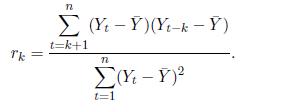 r_k = \frac{\sum_{t=k+1}^{n} (Y_t - \bar{Y})(Y_{t-k} - \bar{Y})}{\sum_{t=1}^{n} (Y_t - \bar{Y})^2}.